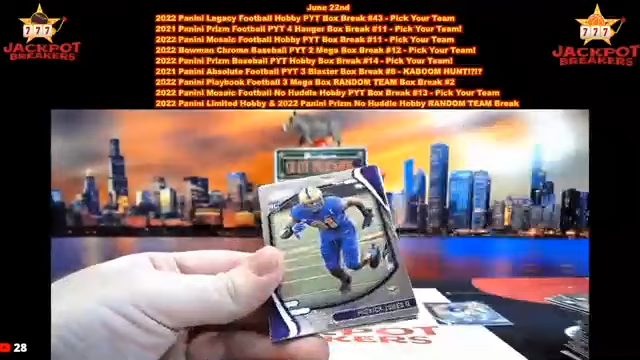 June 22nd
2022 Panini Legacy Football Hobby PYT Box Break #43 - Pick Your Team
2021 Panini Prizm Football PYT 4 Hanger Box Break #11 - Pick Your Team!
2022 Panini Mosaic Football Hobby PYT Box Break #11 - Pick Your Team
2022 Bowman Chrome Baseball PYT 2 Mega Box Break #12 - Pick Your Team!
2022 Panini Prizm Baseball PYT Hobby Box Break #14 - Pick Your Team!
2021 Panini Absolute Football PYT 3 Blaster Box Break #8 - KABOOM HUNT!?!?
2022 Panini Playbook Football 3 Mega Box RANDOM TEAM Box Break #2
2022 Panini Mosaic Football No Huddle Hobby PYT Box Break #13 - Pick Your Team
2022 Panini Limited Hobby & 2022 Panini Prizm No Huddle Hobby RANDOM TEAM Break
777
JACKPOT
BREAKERS
777
JACKPOT
BREAKERS
28